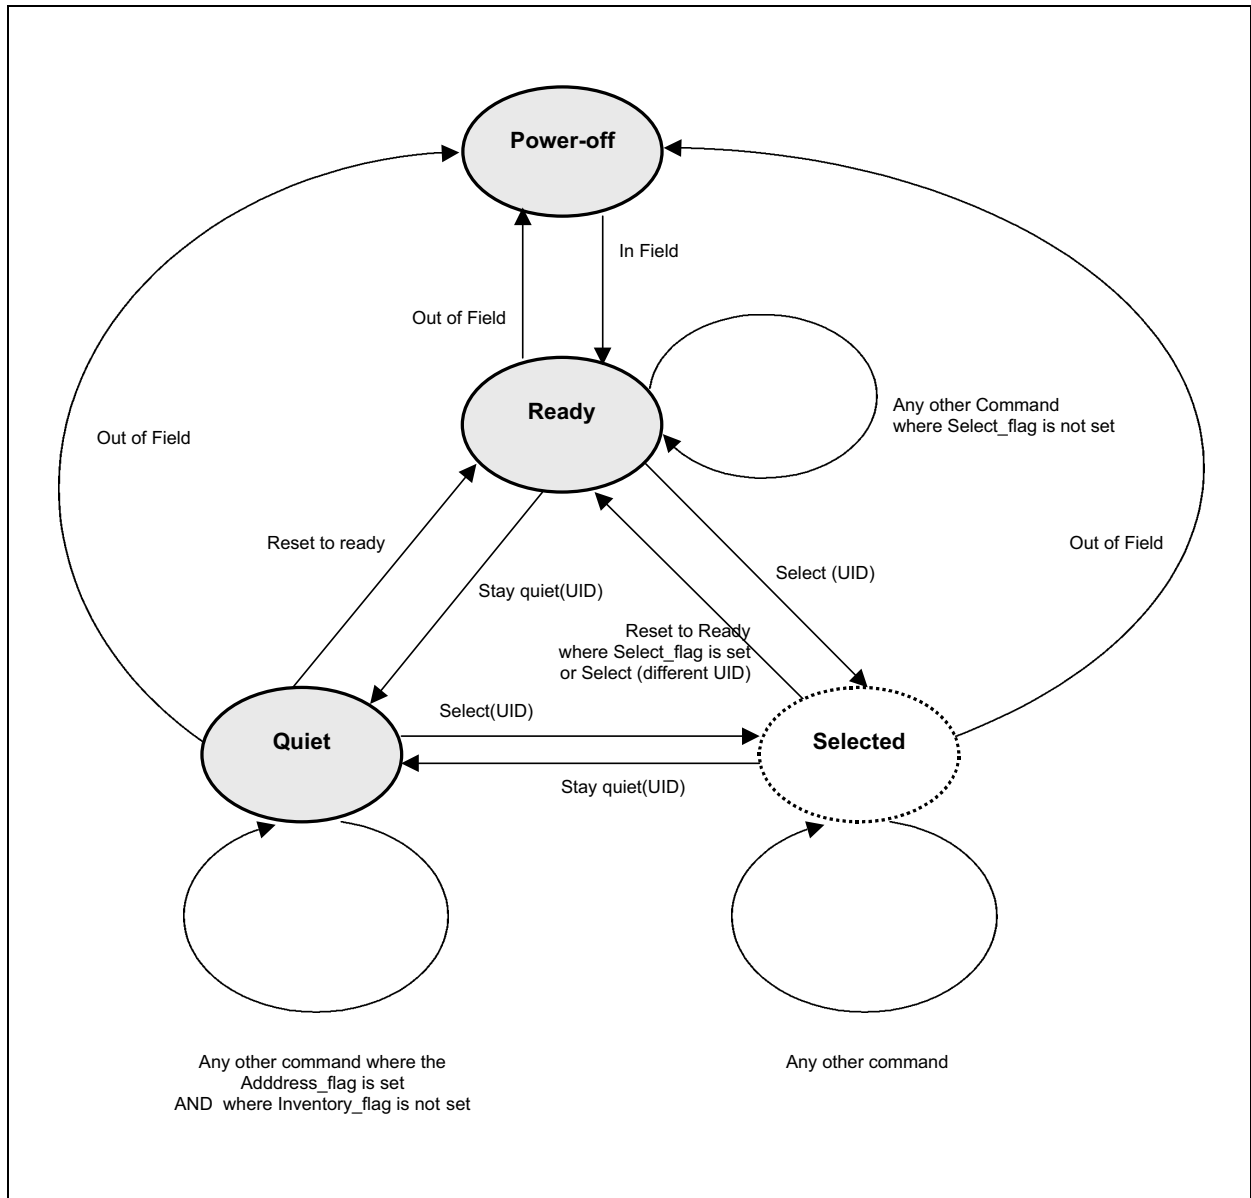 Power-off
In Field
Out of Field
Ready
Any other Command
where Select_flag is not set
Out of Field
Reset to ready
Out of Field
Select (UID)
Stay quiet(UID)
Reset to Ready
where Select_flag is set
or Select (different UID)
Select(UID)
Quiet
Selected
Stay quiet(UID)
Any other command where the
Adddress_flag is set
AND  where Inventory_flag is not set
Any other command